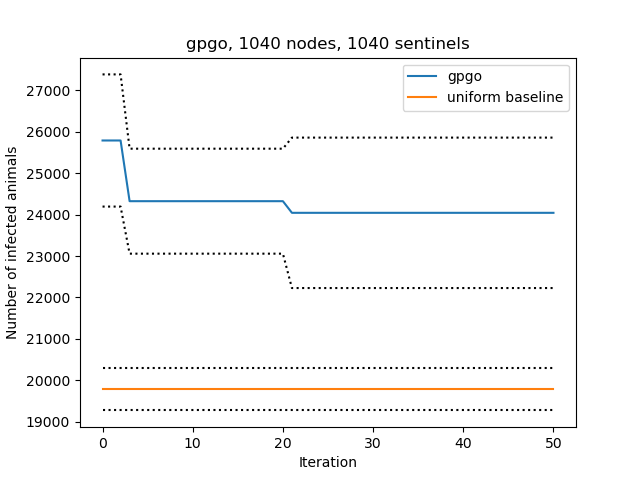 gpgo, 1040 nodes, 1040 sentinels
gpgo
uniform baseline
Number of infected animals
27000
26000
25000
24000
23000
22000
21000
20000
19000
0 10 20 30 40 50
Iteration